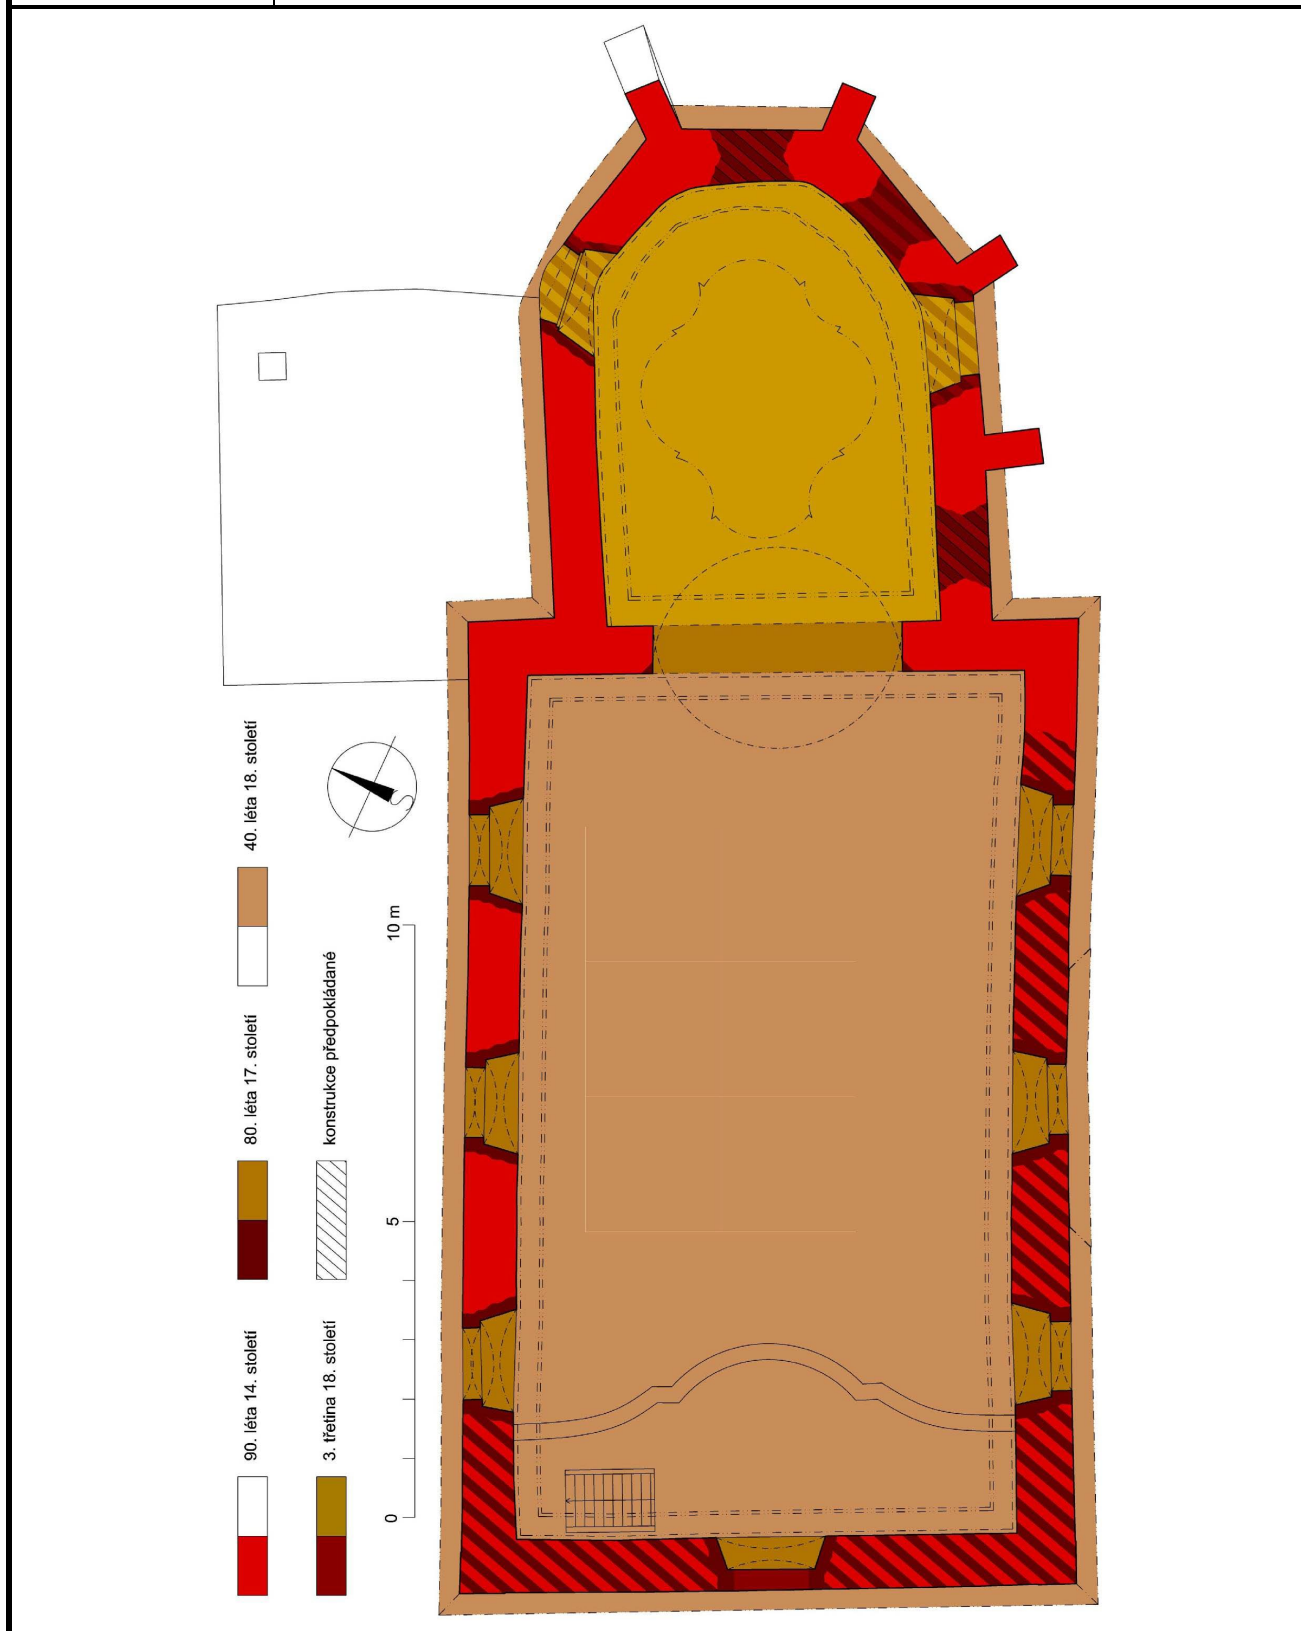 90. léta 14. století
80. léta 17. století
40. léta 18. století
3. třetina 18. století
konstrukce předpokládané
0
5
10 m
S